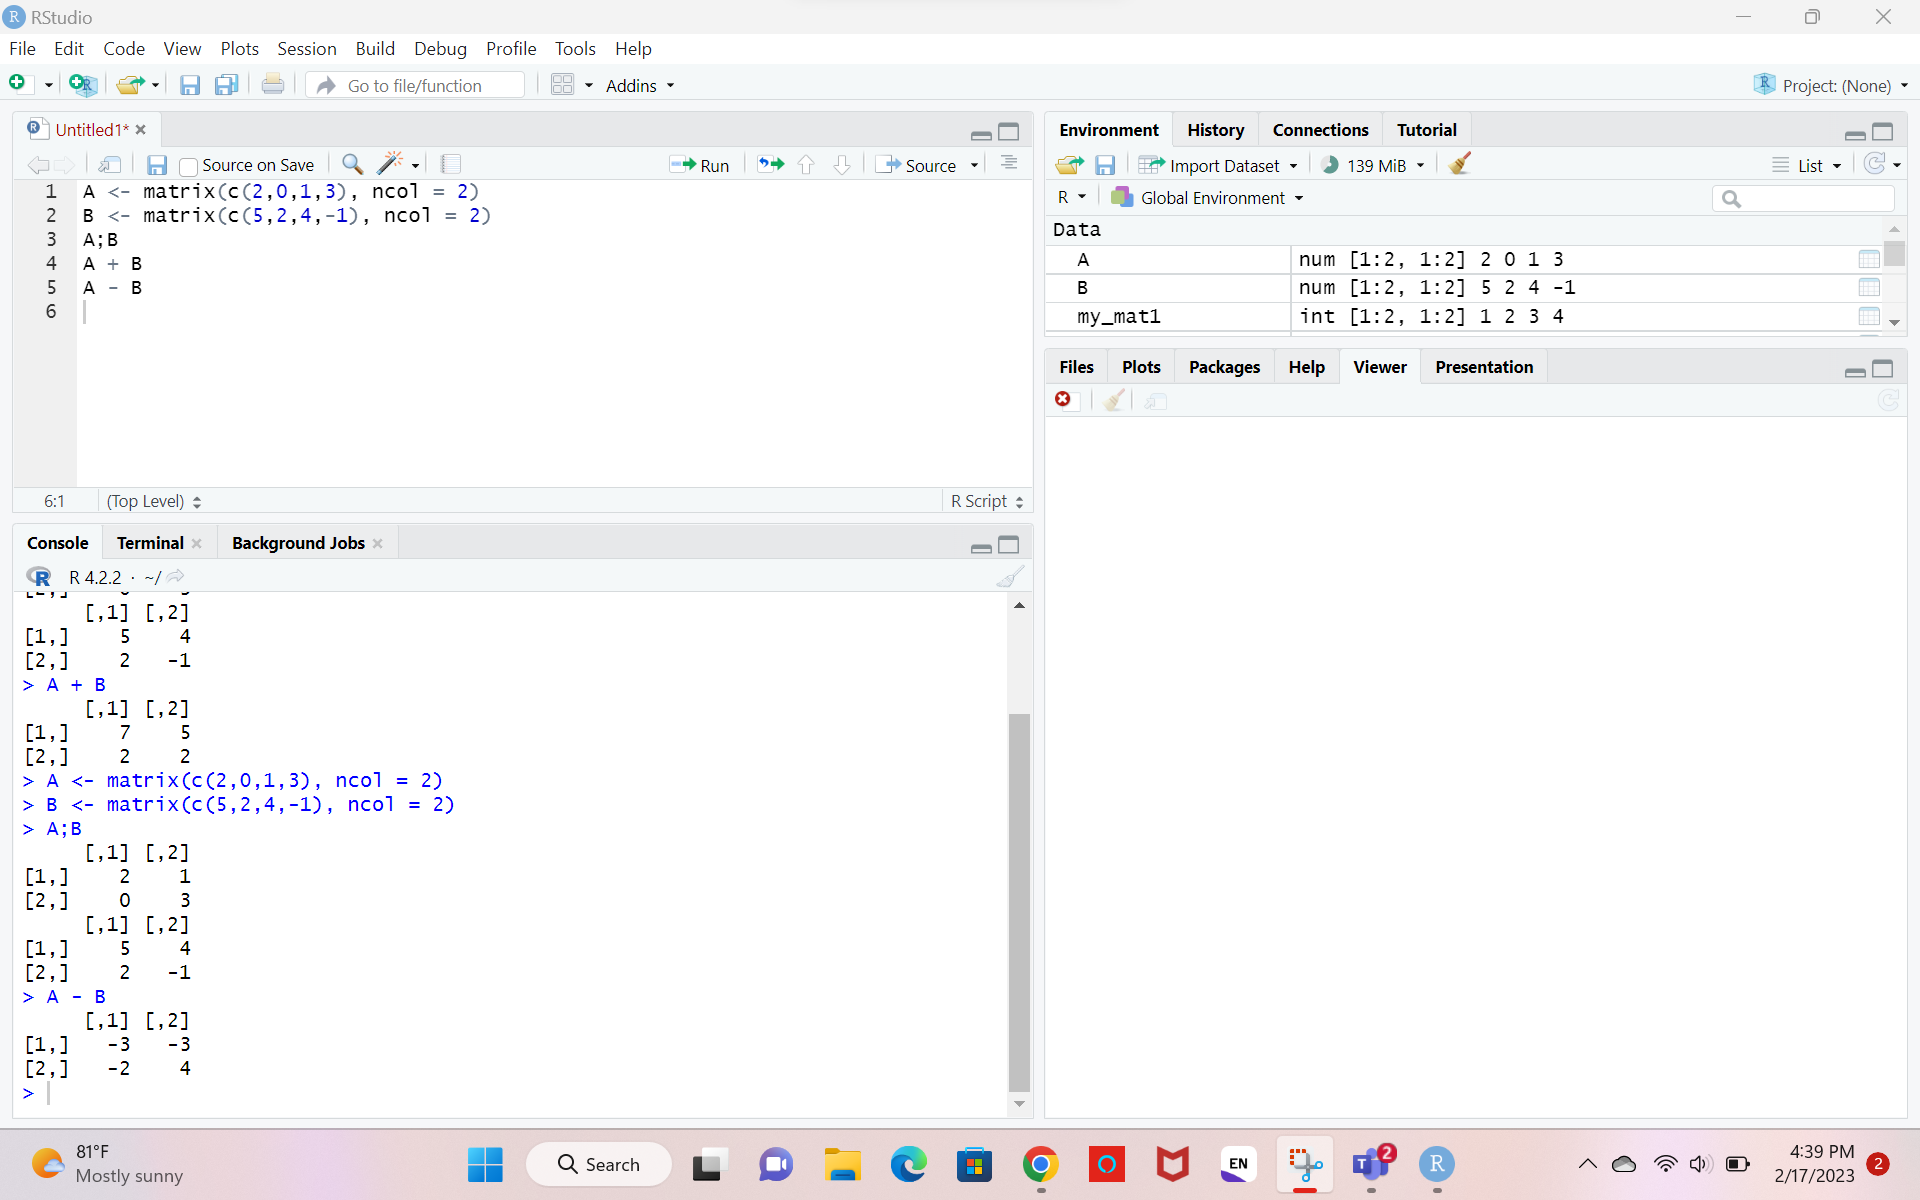 RStudio
File Edit Code View Plots Session Build Debug Profile Tools Help
Go to file/function Addins Project: (None)
Untitled1*
Source on Save Run Source
1 A <- matrix(c(2,0,1,3), ncol = 2)
2 B <- matrix(c(5,2,4,-1), ncol = 2)
3 A;B
4 A + B
5 A - B
6
6:1 (Top Level) R Script
Console Terminal Background Jobs
R 4.2.2 · ~/
[,1] [,2]
[1,] 5 4
[2,] 2 -1
> A + B
[,1] [,2]
[1,] 7 5
[2,] 2 2
> A <- matrix(c(2,0,1,3), ncol = 2)
> B <- matrix(c(5,2,4,-1), ncol = 2)
> A;B
[,1] [,2]
[1,] 2 1
[2,] 0 3
[,1] [,2]
[1,] 5 4
[2,] 2 -1
> A - B
[,1] [,2]
[1,] -3 -3
[2,] -2 4
>
Environment History Connections Tutorial
Import Dataset 139 MiB List
R Global Environment
Data
A num [1:2, 1:2] 2 0 1 3
B num [1:2, 1:2] 5 2 4 -1
my_mat1 int [1:2, 1:2] 1 2 3 4
Files Plots Packages Help Viewer Presentation
81°F
Mostly sunny
Search
EN
2
R
4:39 PM
2/17/2023
2